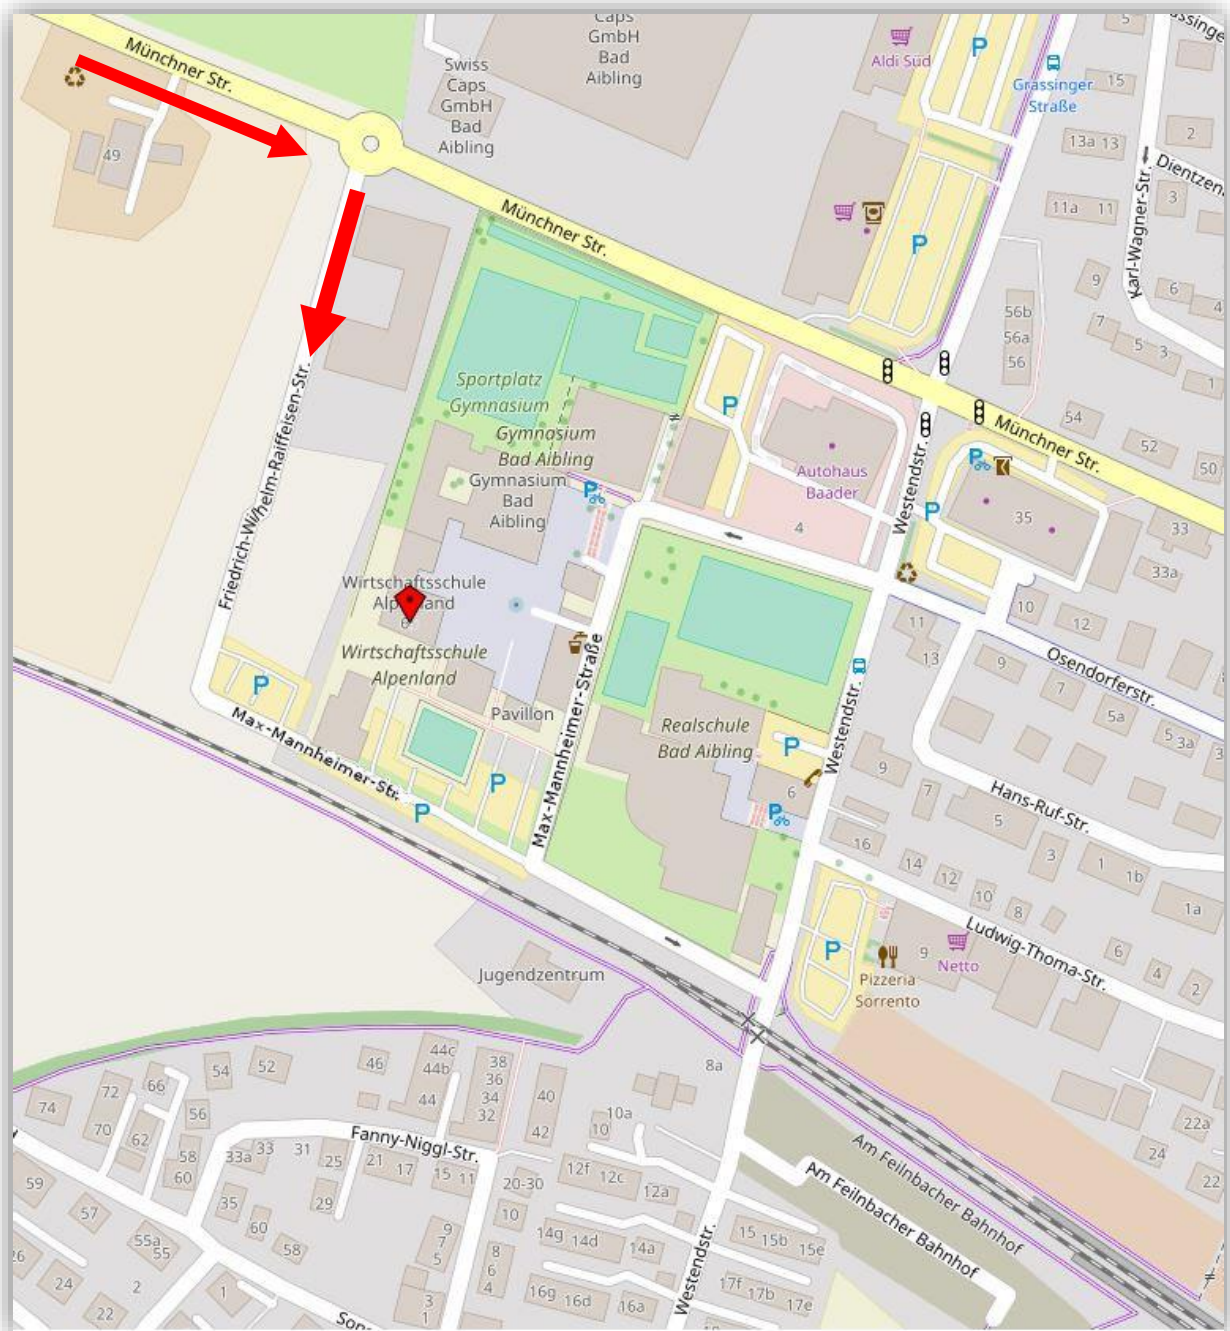 Münchner Str.
49
Swiss
Caps
GmbH
Bad
Aibling
Caps
GmbH
Bad
Aibling
Aldi Süd
P
Grassinger
Straße
5
15
13a 13
2
Karl-Wagner-Str.
3
11a 11
P
Münchner Str.
9
6
4
7
5 3
1
56b
56a
56
Sportplatz
Gymnasium
Gymnasium
Bad Aibling
Gymnasium
Bad
Aibling
P
P
Autohaus
Baader
4
Westendstr.
P
P
35
54
Münchner Str.
52
50
33
33a
Friedrich-Wilhelm-Raiffeisen-Str.
Wirtschaftsschule
Alpenland
6
Wirtschaftsschule
Alpenland
Pavillon
P
Max-Mannheimer-Str.
P
P
Max-Mannheimer-Straße
Realschule
Bad Aibling
P
6
P
Westendstr.
11
13
10
12
9
7
5a
5
3a
3
Osendorferstr.
9
7
5
Hans-Ruf-Str.
3
1
1b
1a
16
14
12
10
8
P
9
Netto
Pizzeria
Sorrento
Ludwig-Thoma-Str.
6
4
2
Jugendzentrum
8a
74
72
70
66
62
54
52
56
58
60
46
44c
44b
44
38
36
34
32
40
42
10a
10
Fanny-Niggl-Str.
33a
33
31
25
21
17
15
11
29
35
60
58
59
57
55a
55
26
24
22
2
1
9
7
5
3
1
20-30
10
8
6
4
12f
12c
12a
14g
14d
14a
16g
16d
16a
Westendstr.
15
15b
15e
17f
17b
17e
Am Feilnbacher Bahnhof
Am Feilnbacher Bahnhof
22a
24
22